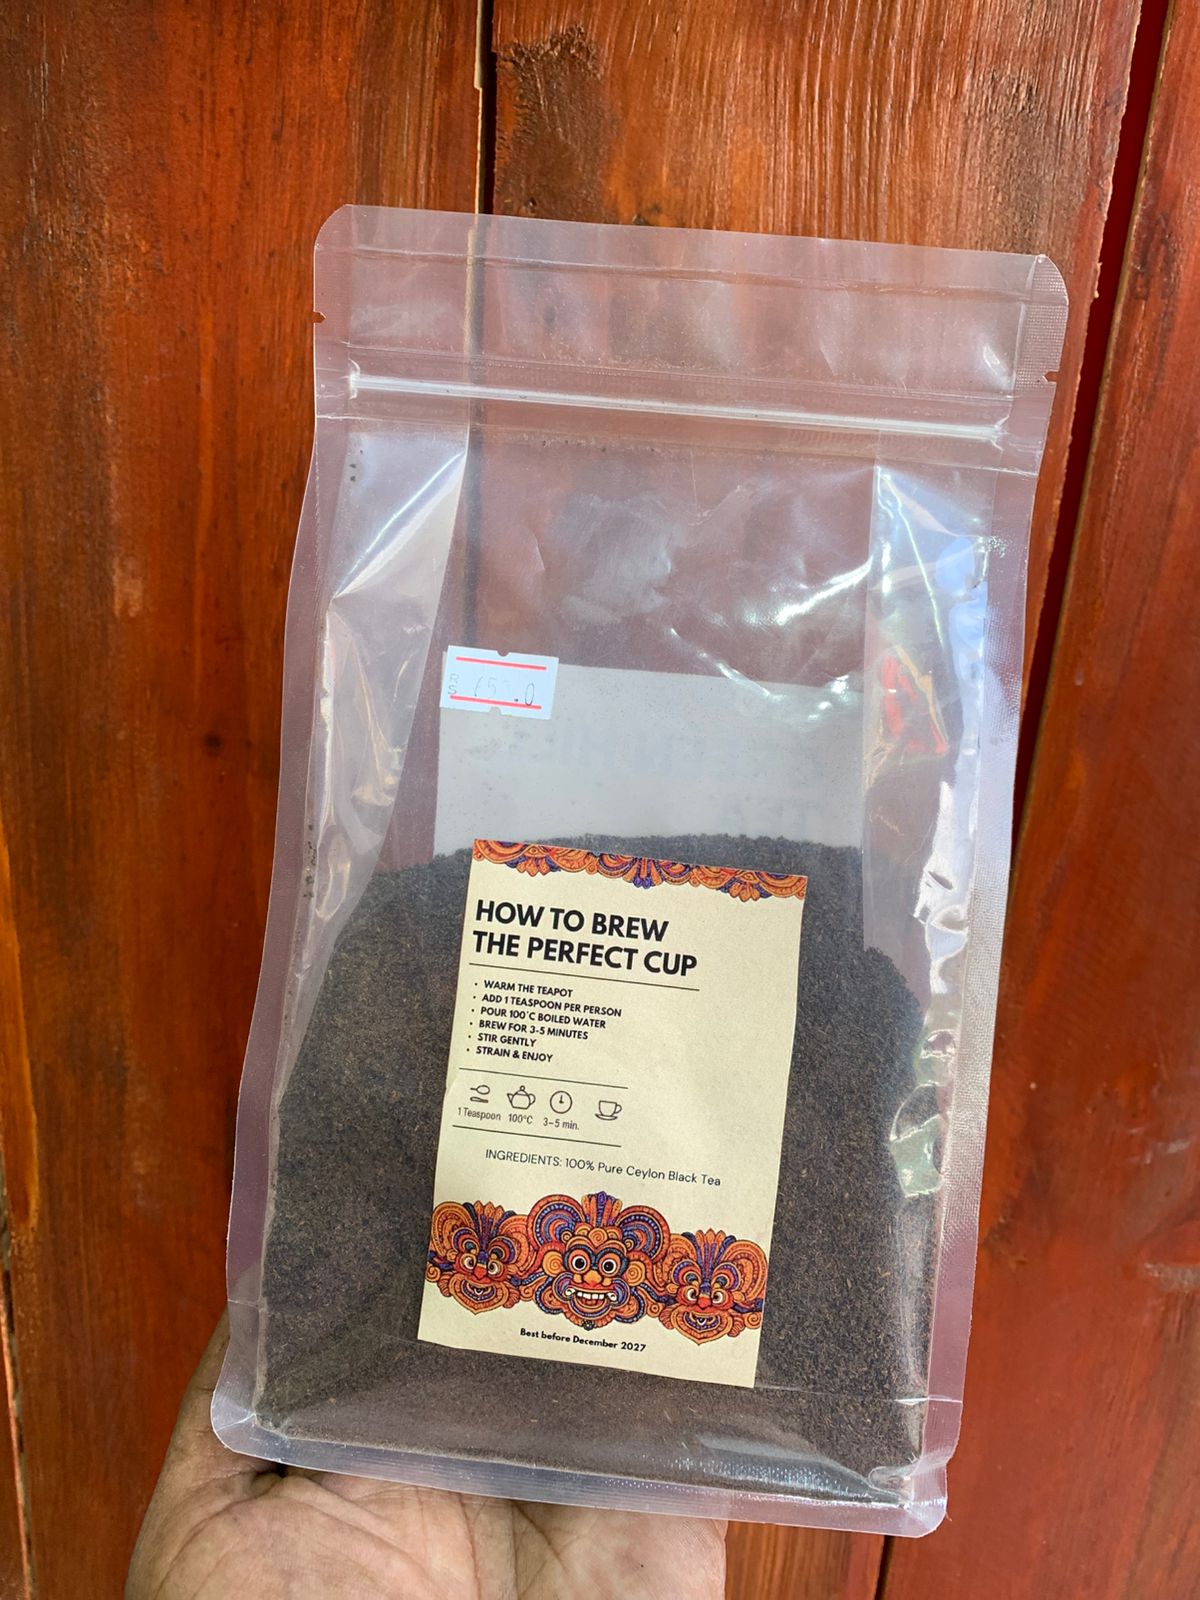 RS
HOW TO BREW
THE PERFECT CUP
• WARM THE TEAPOT
• ADD 1 TEASPOON PER PERSON
• POUR 100°C BOILED WATER
• BREW FOR 3-5 MINUTES
• STIR GENTLY
• STRAIN & ENJOY
1 Teaspoon 100°C 3-5 min.
INGREDIENTS: 100% Pure Ceylon Black Tea
Best before December 2027